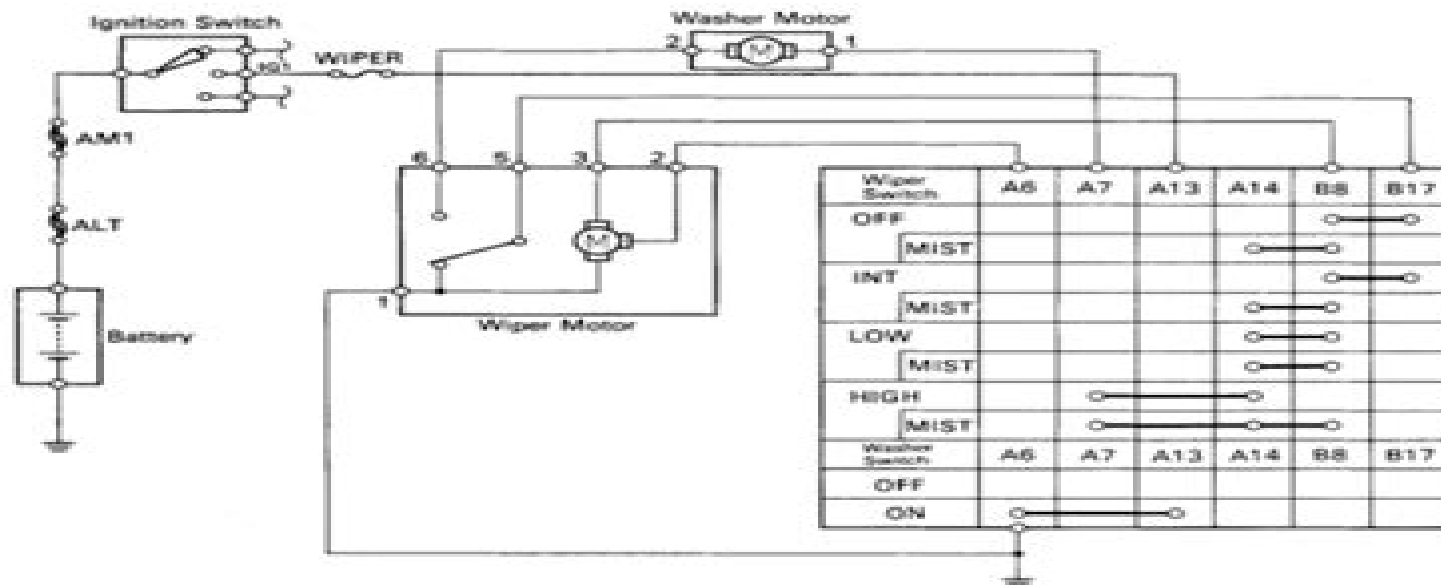 Ignition Switch
Washer Motor
2 M 1
WIPER
IG1
AM1
6 5 3 2
ALT
M
1
Wiper Motor
Battery
Wiper Switch A6 A7 A13 A14 B8 B17
OFF
MIST
INT
MIST
LOW
MIST
HIGH
MIST
Washer Switch A6 A7 A13 A14 B8 B17
OFF
ON